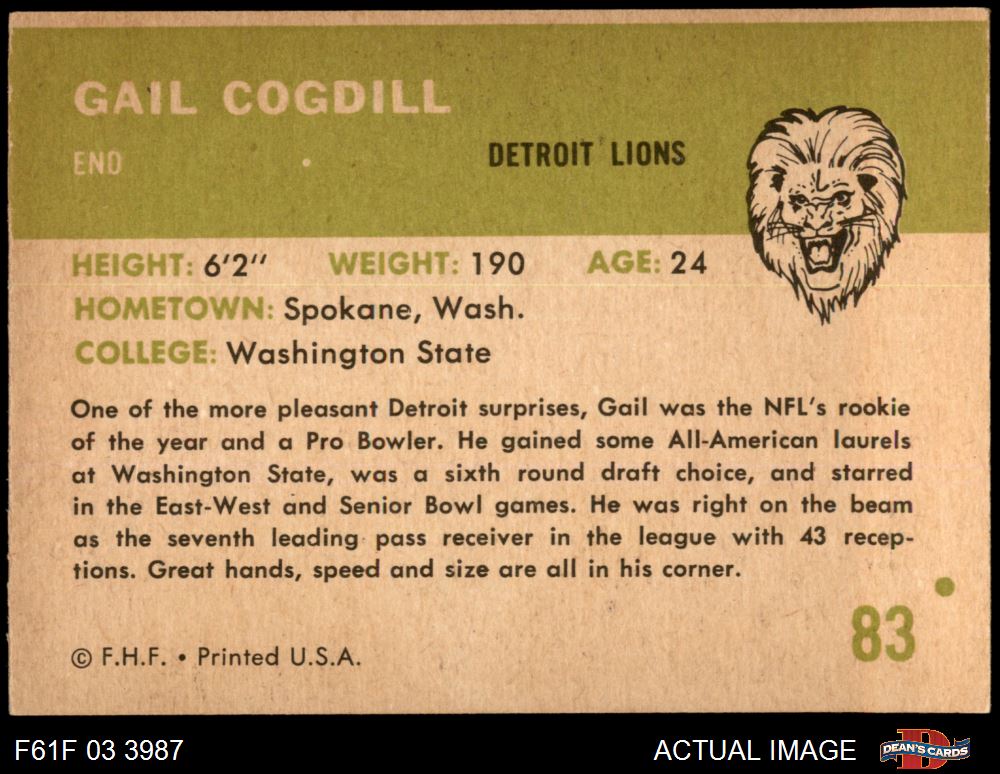 GAIL COGDILL
END
DETROIT LIONS
HEIGHT: 6'2" WEIGHT: 190 AGE: 24
HOMETOWN: Spokane, Wash.
COLLEGE: Washington State
One of the more pleasant Detroit surprises, Gail was the NFL's rookie
of the year and a Pro Bowler. He gained some All-American laurels
at Washington State, was a sixth round draft choice, and starred
in the East-West and Senior Bowl games. He was right on the beam
as the seventh leading pass receiver in the league with 43 recep-
tions. Great hands, speed and size are all in his corner.
83
© F.H.F. • Printed U.S.A.
F61F 03 3987
ACTUAL IMAGE
DEAN'S CARDS